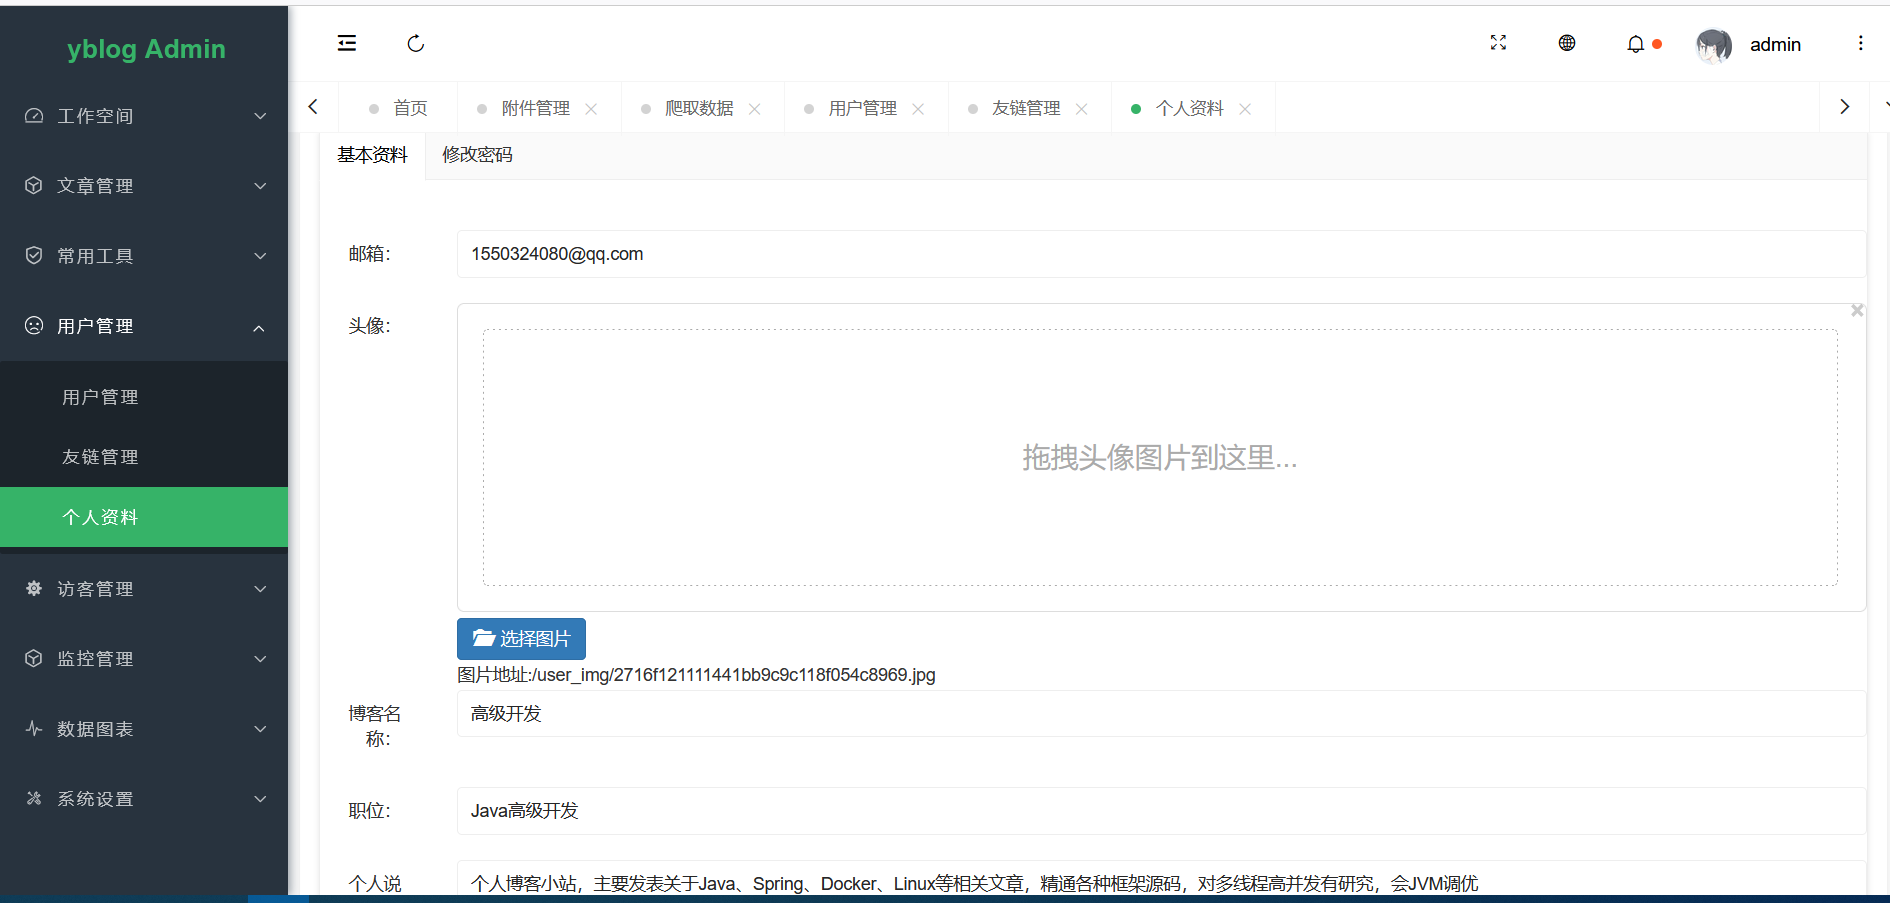 yblog Admin
admin
首页
附件管理
爬取数据
用户管理
友链管理
个人资料
工作空间
文章管理
常用工具
用户管理
用户管理
友链管理
个人资料
访客管理
监控管理
数据图表
系统设置
基本资料
修改密码
邮箱：
1550324080@qq.com
头像：
拖拽头像图片到这里...
选择图片
图片地址:/user_img/2716f121111441bb9c9c118f054c8969.jpg
博客名
称：
高级开发
职位：
Java高级开发
个人说
个人博客小站，主要发表关于Java、Spring、Docker、Linux等相关文章，精通各种框架源码，对多线程高并发有研究，会JVM调优